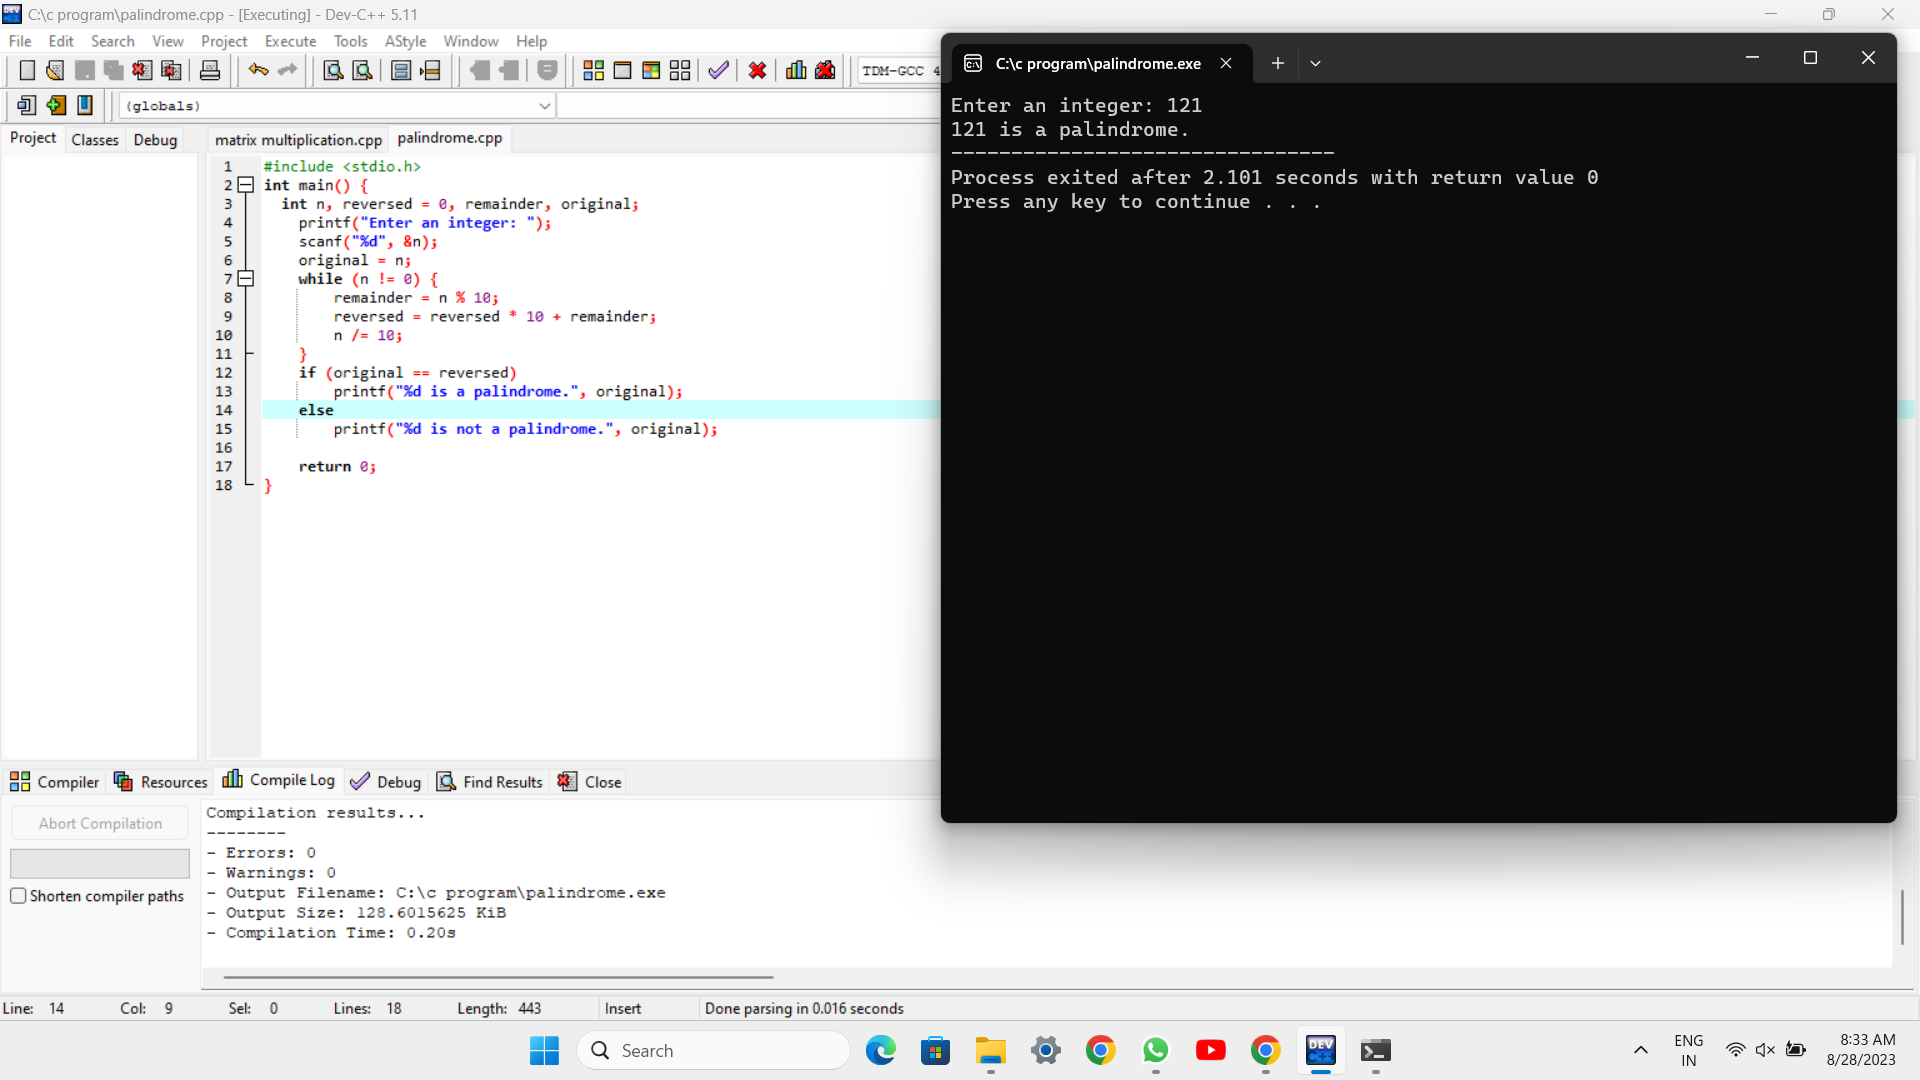 C:\c program\palindrome.cpp - [Executing] - Dev-C++ 5.11
File Edit Search View Project Execute Tools AStyle Window Help
TDM-GCC 4
(globals)
Project Classes Debug
matrix multiplication.cpp palindrome.cpp
1 #include <stdio.h>
2 int main() {
3 int n, reversed = 0, remainder, original;
4 printf("Enter an integer: ");
5 scanf("%d", &n);
6 original = n;
7 while (n != 0) {
8 remainder = n % 10;
9 reversed = reversed * 10 + remainder;
10 n /= 10;
11 }
12 if (original == reversed)
13 printf("%d is a palindrome.", original);
14 else
15 printf("%d is not a palindrome.", original);
16
17 return 0;
18 }
C:\c program\palindrome.exe
Enter an integer: 121
121 is a palindrome.
--------------------------------
Process exited after 2.101 seconds with return value 0
Press any key to continue . . .
Compiler Resources Compile Log Debug Find Results Close
Abort Compilation
Shorten compiler paths
Compilation results...
--------
- Errors: 0
- Warnings: 0
- Output Filename: C:\c program\palindrome.exe
- Output Size: 128.6015625 KiB
- Compilation Time: 0.20s
Line: 14 Col: 9 Sel: 0 Lines: 18 Length: 443 Insert Done parsing in 0.016 seconds
Search
DEV
ENG
IN
8:33 AM
8/28/2023